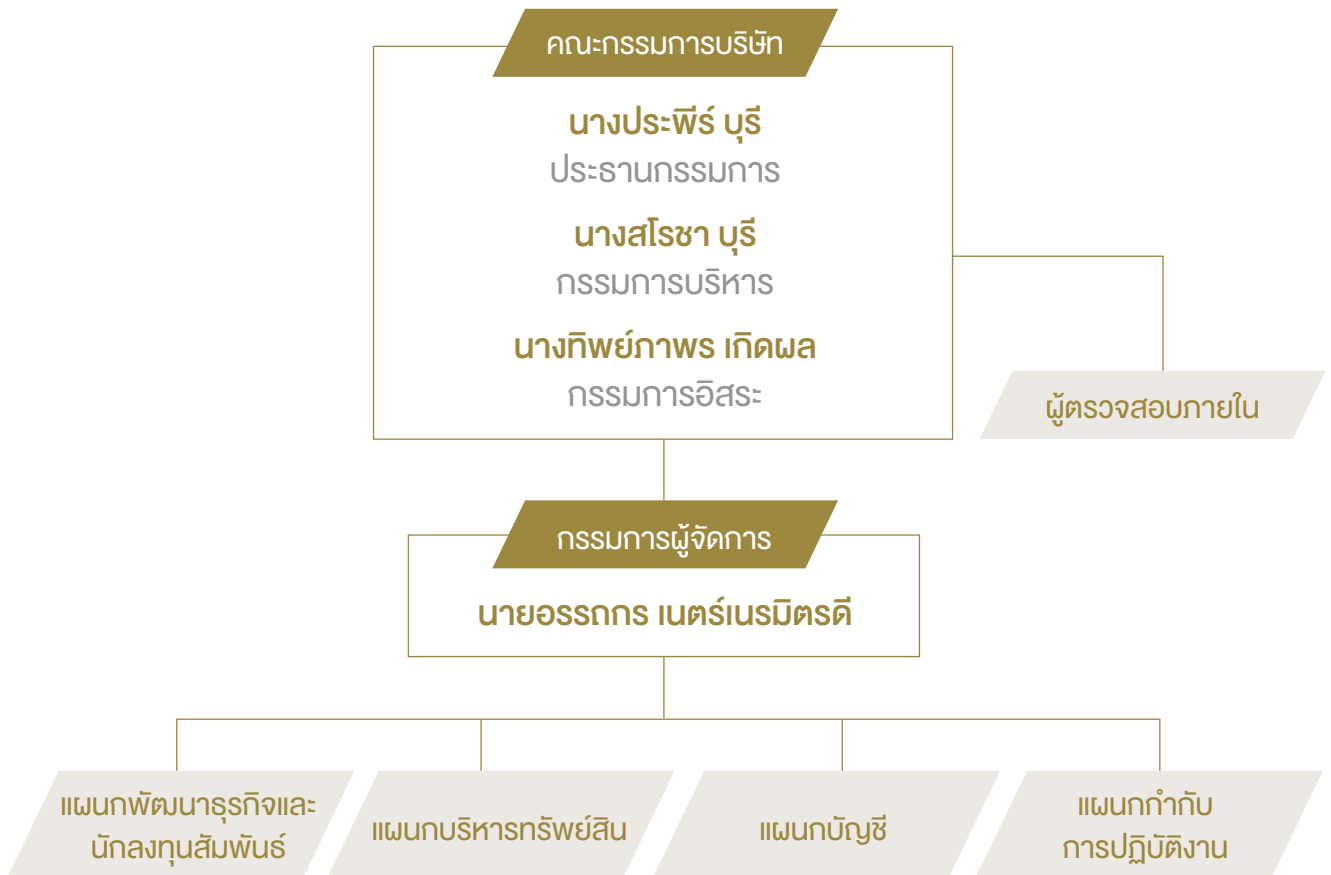 คณะกรรมการบริษัท
นางประพีร์ บุรี
ประธานกรรมการ
นางสโรชา บุรี
กรรมการบริหาร
นางทิพย์ภาพร เกิดผล
กรรมการอิสระ
ผู้ตรวจสอบภายใน
กรรมการผู้จัดการ
นายอรรถกร เนตร์เนรมิตรดี
แผนกพัฒนาธุรกิจและ
นักลงทุนสัมพันธ์
แผนกบริหารทรัพย์สิน
แผนกบัญชี
แผนกกำกับ
การปฏิบัติงาน